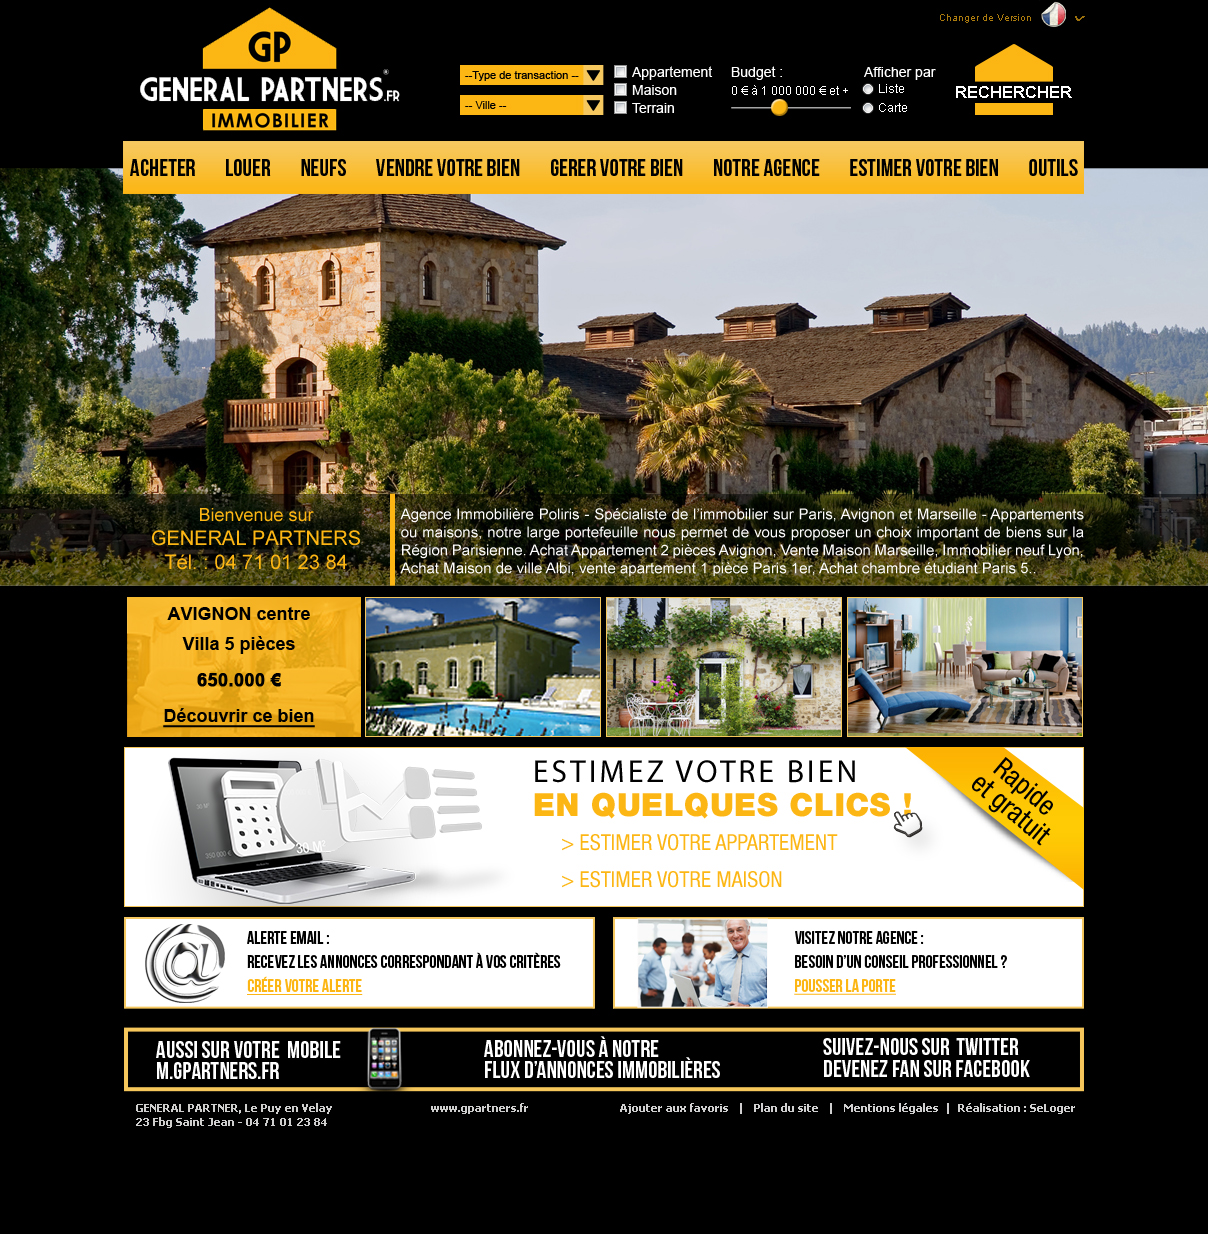 Changer de Version
GP
GENERAL PARTNERS.FR
IMMOBILIER
--Type de transaction --
-- Ville --
Appartement
Maison
Terrain
Budget :
0 € à 1 000 000 € et +
Afficher par
Liste
Carte
RECHERCHER
ACHETER LOUER NEUFS VENDRE VOTRE BIEN GERER VOTRE BIEN NOTRE AGENCE ESTIMER VOTRE BIEN OUTILS
Bienvenue sur
GENERAL PARTNERS
Tél. : 04 71 01 23 84
Agence Immobilière Poliris - Spécialiste de l'immobilier sur Paris, Avignon et Marseille - Appartements
ou maisons, notre large portefeuille nous permet de vous proposer un choix important de biens sur la
Région Parisienne. Achat Appartement 2 pièces Avignon, Vente Maison Marseille, Immobilier neuf Lyon,
Achat Maison de ville Albi, vente apartement 1 pièce Paris 1er, Achat chambre étudiant Paris 5..
AVIGNON centre
Villa 5 pièces
650.000 €
Découvrir ce bien
30 M²
350 000 €
30 M²
ESTIMEZ VOTRE BIEN
EN QUELQUES CLICS !
> ESTIMER VOTRE APPARTEMENT
> ESTIMER VOTRE MAISON
Rapide
et gratuit
ALERTE EMAIL :
RECEVEZ LES ANNONCES CORRESPONDANT À VOS CRITÈRES
CRÉER VOTRE ALERTE
VISITEZ NOTRE AGENCE :
BESOIN D'UN CONSEIL PROFESSIONNEL ?
POUSSER LA PORTE
AUSSI SUR VOTRE MOBILE
M.GPARTNERS.FR
ABONNEZ-VOUS À NOTRE
FLUX D'ANNONCES IMMOBILIÈRES
SUIVEZ-NOUS SUR TWITTER
DEVENEZ FAN SUR FACEBOOK
GENERAL PARTNER, Le Puy en Velay
23 Fbg Saint Jean - 04 71 01 23 84
www.gpartners.fr
Ajouter aux favoris | Plan du site | Mentions légales | Réalisation : SeLoger